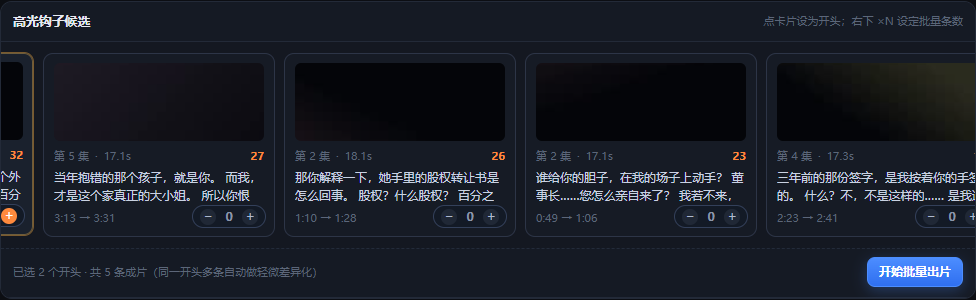 高光钩子候选
点卡片设为开头；右下 ×N 设定批量条数
32
个外
百分
+
第 5 集 · 17.1s 27
当年抱错的那个孩子，就是你。 而我，
才是这个家真正的大小姐。 所以你恨
3:13 → 3:31 − 0 +
第 2 集 · 18.1s 26
那你解释一下，她手里的股权转让书是
怎么回事。 股权？什么股权？ 百分之
1:10 → 1:28 − 0 +
第 2 集 · 17.1s 23
谁给你的胆子，在我的场子上动手？ 董
事长......您怎么亲自来了？ 我若不来，
0:49 → 1:06 − 0 +
第 4 集 · 17.3s
三年前的那份签字，是我按着你的手签
的。 什么？不，不是这样的...... 是我
2:23 → 2:41 − 0 +
已选 2 个开头 · 共 5 条成片（同一开头多条自动做轻微差异化）
开始批量出片